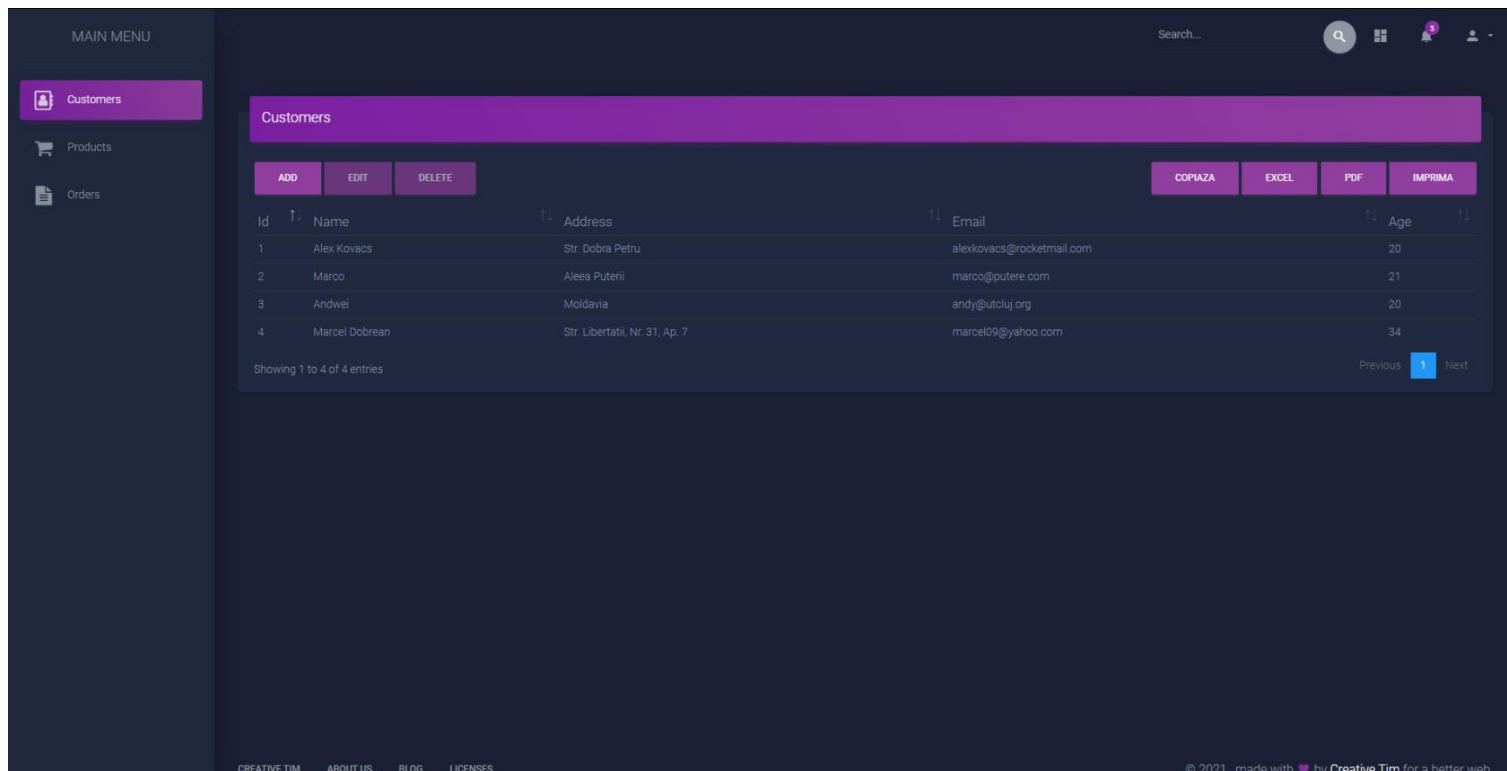 MAIN MENU
Search...
5
Customers
Products
Orders
Customers
ADD EDIT DELETE COPIAZA EXCEL PDF IMPRIMA
Id Name Address Email Age
1 Alex Kovacs Str. Dobra Petru alexkovacs@rocketmail.com 20
2 Marco Aleea Puterii marco@putere.com 21
3 Andwei Moldavia andy@utcluj.org 20
4 Marcel Dobrean Str. Libertatii, Nr. 31, Ap. 7 marcel09@yahoo.com 34
Showing 1 to 4 of 4 entries Previous 1 Next
CREATIVE TIM ABOUT US BLOG LICENSES © 2021 , made with by Creative Tim for a better web.